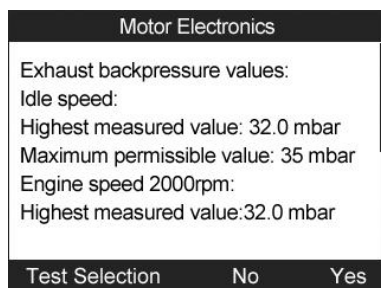 Motor Electronics
Exhaust backpressure values:
Idle speed:
Highest measured value: 32.0 mbar
Maximum permissible value: 35 mbar
Engine speed 2000rpm:
Highest measured value:32.0 mbar
Test Selection No Yes